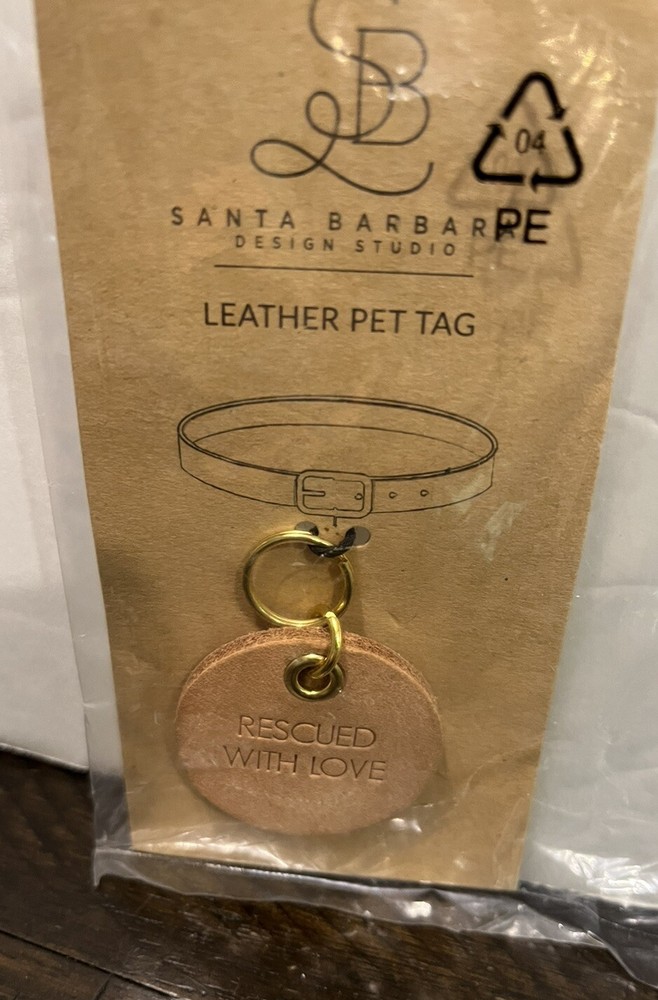 SB
04
PE
SANTA BARBARA
DESIGN STUDIO
LEATHER PET TAG
RESCUED
WITH LOVE